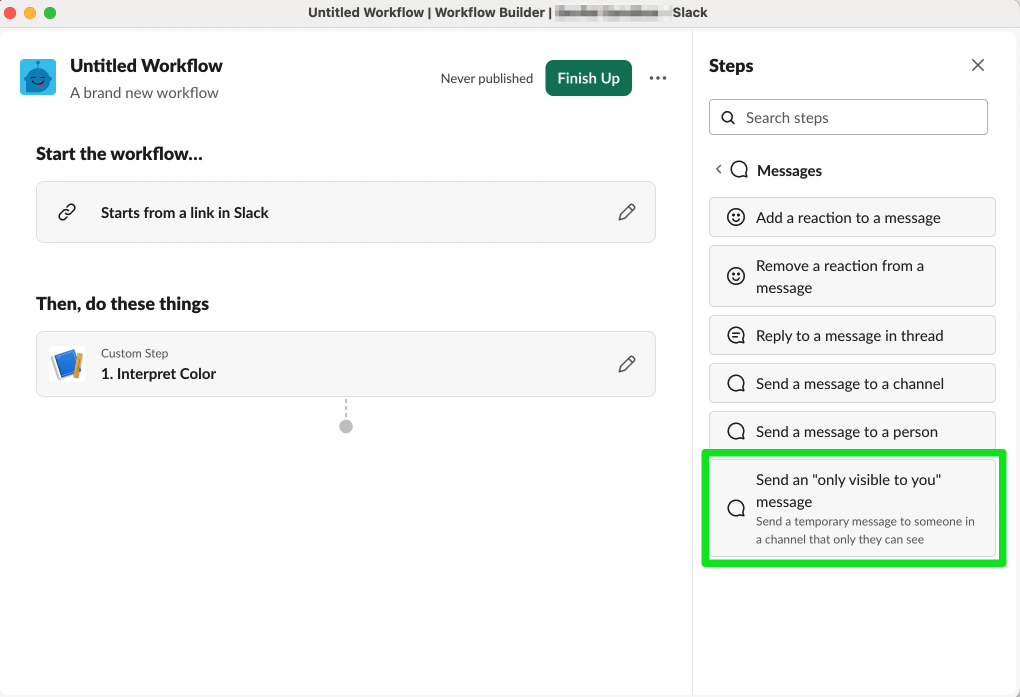 Untitled Workflow | Workflow Builder | Slack
Untitled Workflow
A brand new workflow
Never published
Finish Up
Start the workflow...
Starts from a link in Slack
Then, do these things
Custom Step
1. Interpret Color
Steps
Search steps
Messages
Add a reaction to a message
Remove a reaction from a
message
Reply to a message in thread
Send a message to a channel
Send a message to a person
Send an "only visible to you"
message
Send a temporary message to someone in
a channel that only they can see